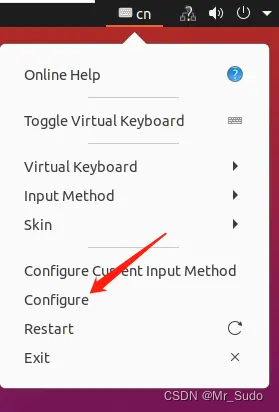 cn
Online Help
Toggle Virtual Keyboard
Virtual Keyboard
Input Method
Skin
Configure Current Input Method
Configure
Restart
Exit
CSDN @Mr_Sudo